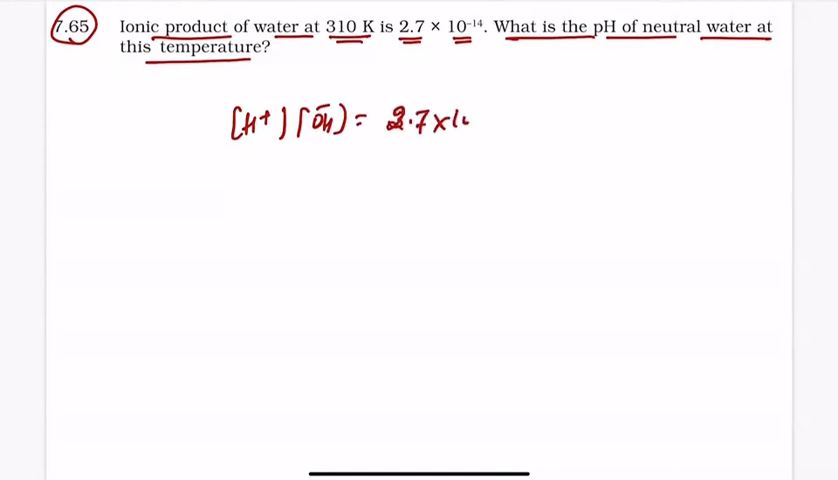 7.65 Ionic product of water at 310 K is 2.7 × 10⁻¹⁴. What is the pH of neutral water at
this temperature?
[H+] [OH̄] = 2.7 × 10